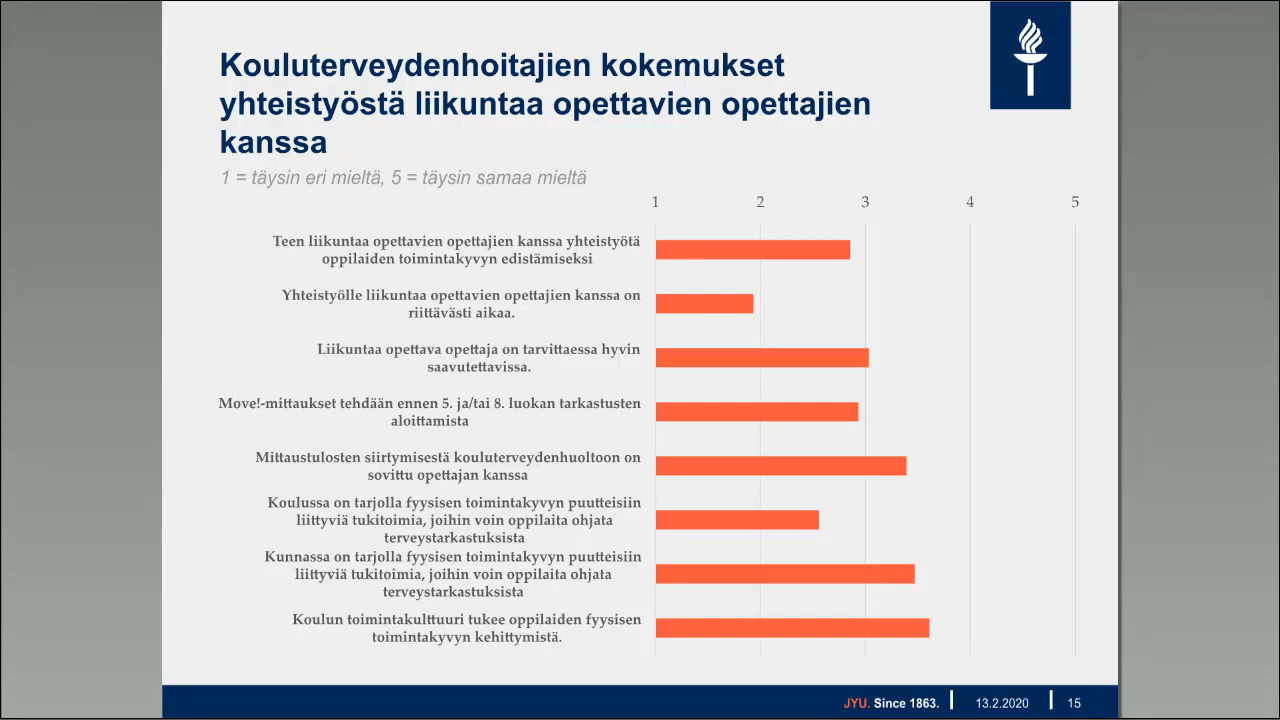 Kouluterveydenhoitajien kokemukset
yhteistyöstä liikuntaa opettavien opettajien
kanssa
1 = täysin eri mieltä, 5 = täysin samaa mieltä
1 2 3 4 5
Teen liikuntaa opettavien opettajien kanssa yhteistyötä
oppilaiden toimintakyvyn edistämiseksi
Yhteistyölle liikuntaa opettavien opettajien kanssa on
riittävästi aikaa.
Liikuntaa opettava opettaja on tarvittaessa hyvin
saavutettavissa.
Move!-mittaukset tehdään ennen 5. ja/tai 8. luokan tarkastusten
aloittamista
Mittaustulosten siirtymisestä kouluterveydenhuoltoon on
sovittu opettajan kanssa
Koulussa on tarjolla fyysisen toimintakyvyn puutteisiin
liittyviä tukitoimia, joihin voin oppilaita ohjata
terveystarkastuksista
Kunnassa on tarjolla fyysisen toimintakyvyn puutteisiin
liittyviä tukitoimia, joihin voin oppilaita ohjata
terveystarkastuksista
Koulun toimintakulttuuri tukee oppilaiden fyysisen
toimintakyvyn kehittymistä.
JYU. Since 1863. 13.2.2020 15